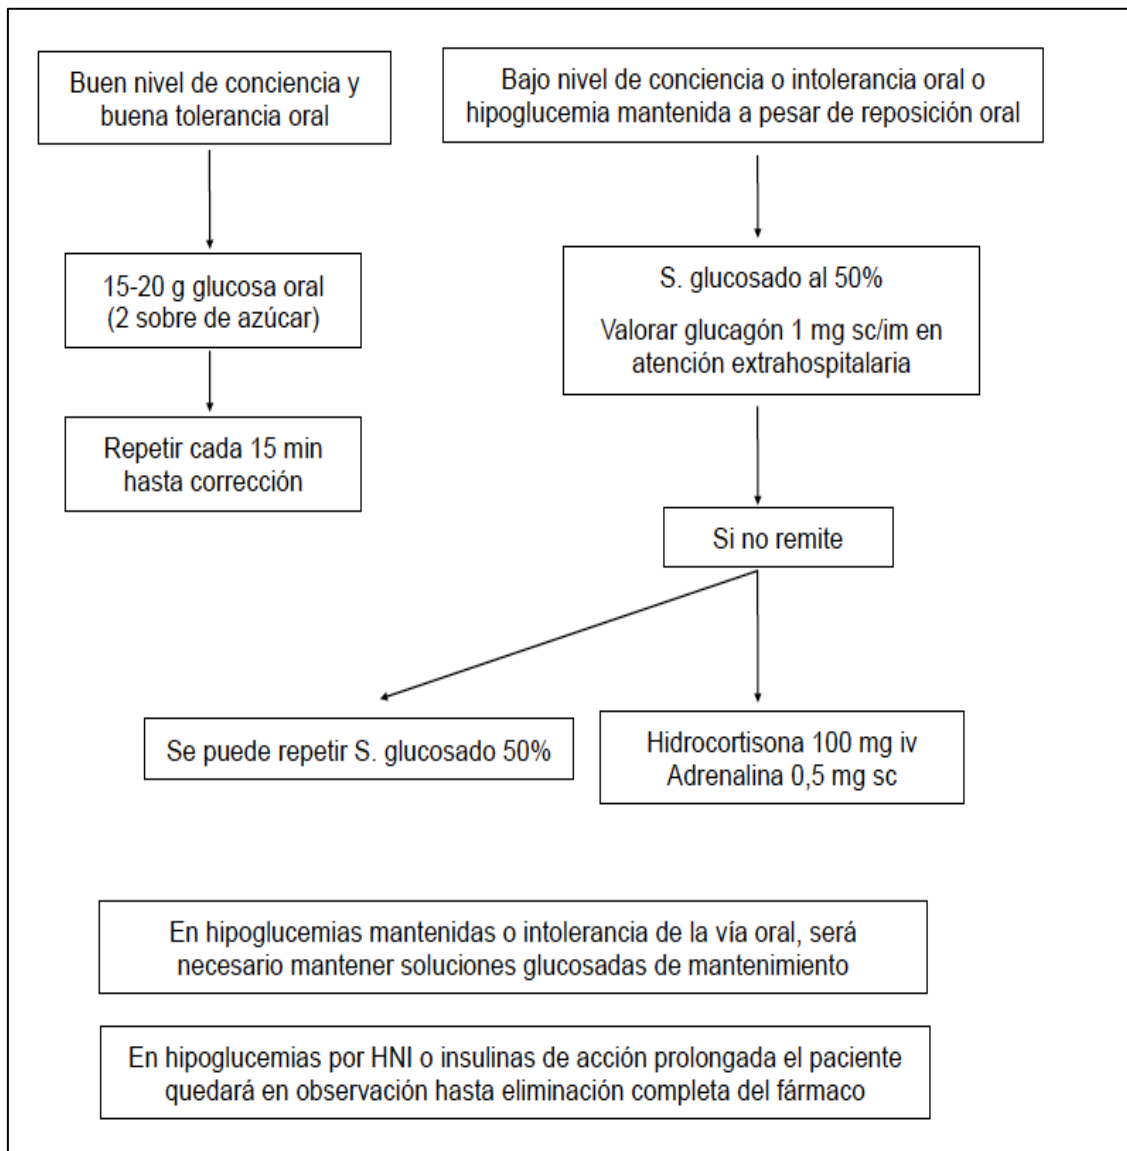 Buen nivel de conciencia y
buena tolerancia oral
Bajo nivel de conciencia o intolerancia oral o
hipoglucemia mantenida a pesar de reposición oral
15-20 g glucosa oral
(2 sobre de azúcar)
S. glucosado al 50%
Valorar glucagón 1 mg sc/im en
atención extrahospitalaria
Repetir cada 15 min
hasta corrección
Si no remite
Se puede repetir S. glucosado 50%
Hidrocortisona 100 mg iv
Adrenalina 0,5 mg sc
En hipoglucemias mantenidas o intolerancia de la vía oral, será
necesario mantener soluciones glucosadas de mantenimiento
En hipoglucemias por HNI o insulinas de acción prolongada el paciente
quedará en observación hasta eliminación completa del fármaco